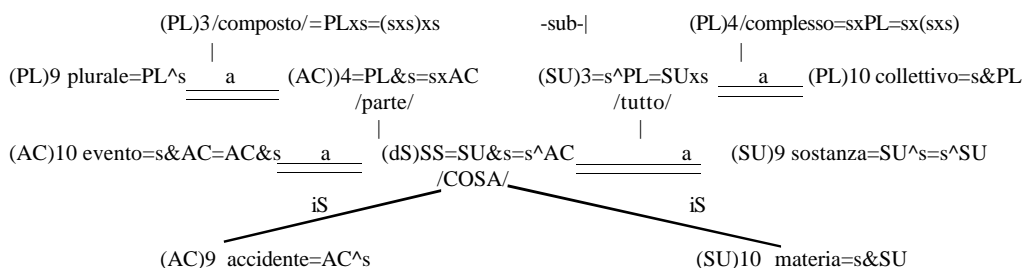 (PL)3/composto/=PLxs=(sxs)xs -sub-| (PL)4/complesso=sxPL=sx(sxs)
| |
(PL)9 plurale=PL^s a (AC))4=PL&s=sxAC (SU)3=s^PL=SUxs a (PL)10 collettivo=s&PL
/parte/ /tutto/
| |
(AC)10 evento=s&AC=AC&s a (dS)SS=SU&s=s^AC a (SU)9 sostanza=SU^s=s^SU
/COSA/
iS iS
(AC)9 accidente=AC^s (SU)10 materia=s&SU